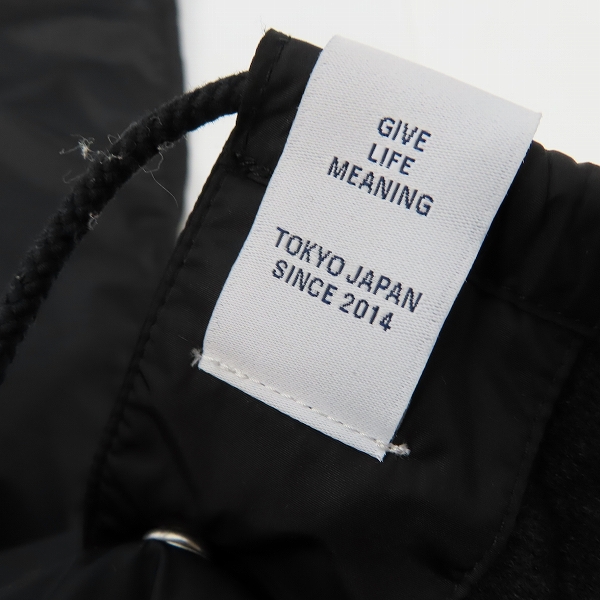 GIVE
LIFE
MEANING
TOKYO JAPAN
SINCE 2014